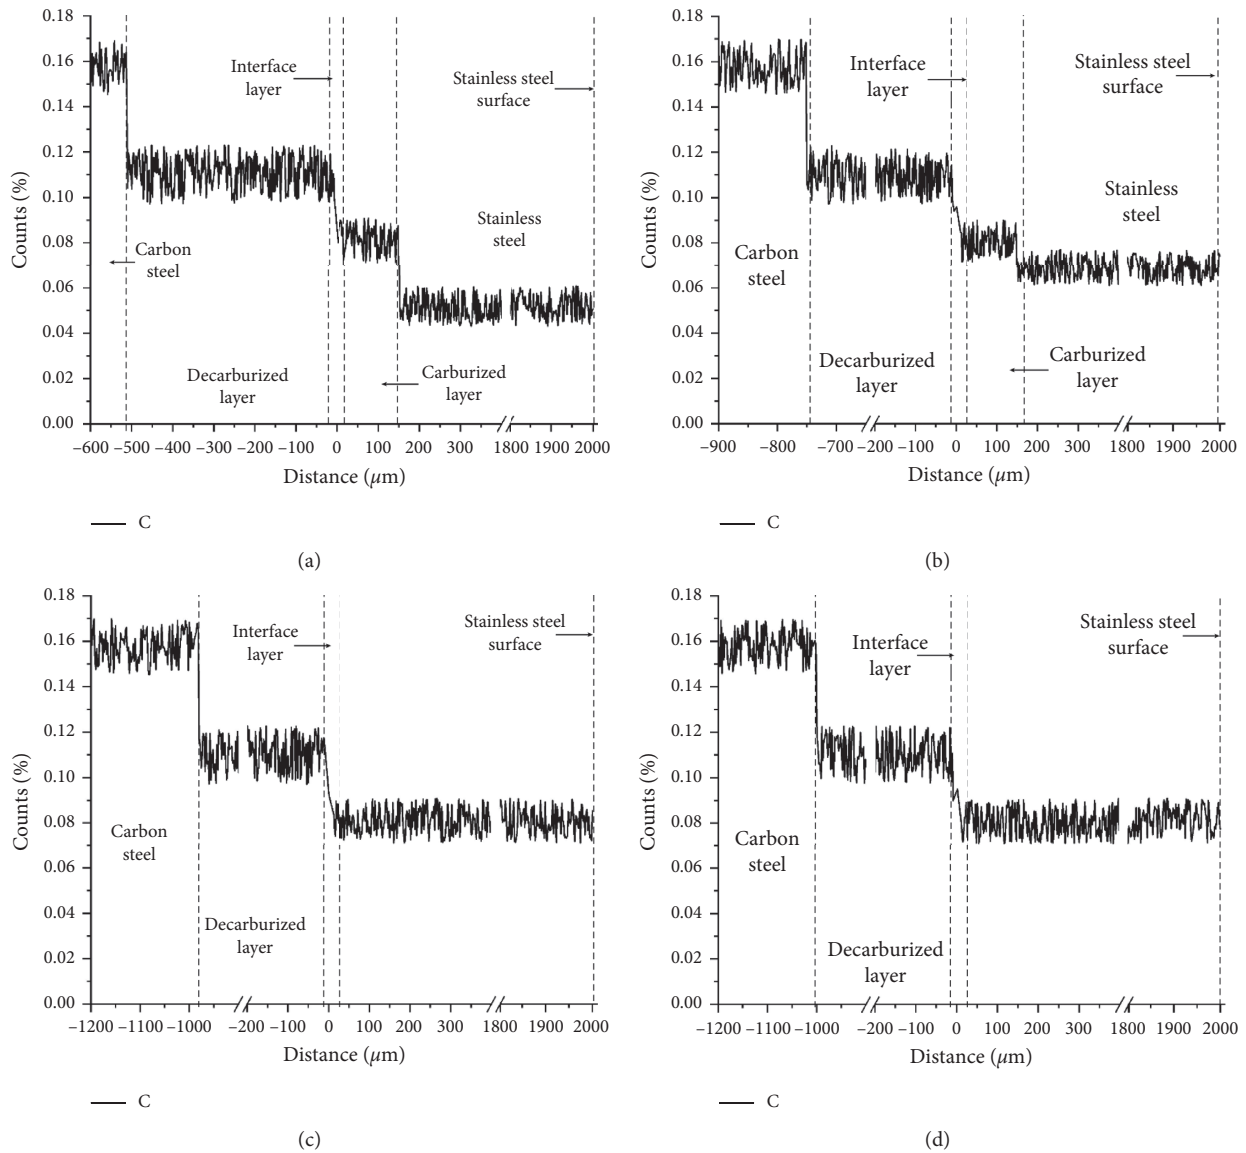 0.18
0.16
0.14
0.12
0.10
0.08
0.06
0.04
0.02
0.00
Counts (%)
Interface
layer
Stainless steel
surface
Stainless
steel
Carbon
steel
Decarburized
layer
Carburized
layer
–600 –500 –400 –300 –200 –100 0 100 200 300 1800 1900 2000
Distance (µm)
C
(a)
0.18
0.16
0.14
0.12
0.10
0.08
0.06
0.04
0.02
0.00
Counts (%)
Interface
layer
Stainless steel
surface
Stainless
steel
Carbon
steel
Decarburized
layer
Carburized
layer
–900 –800 –700 –200 –100 0 100 200 300 1800 1900 2000
Distance (µm)
C
(b)
0.18
0.16
0.14
0.12
0.10
0.08
0.06
0.04
0.02
0.00
Counts (%)
Interface
layer
Stainless steel
surface
Carbon
steel
Decarburized
layer
–1200 –1100 –1000 –200 –100 0 100 200 300 1800 1900 2000
Distance (µm)
C
(c)
0.18
0.16
0.14
0.12
0.10
0.08
0.06
0.04
0.02
0.00
Counts (%)
Interface
layer
Stainless steel
surface
Carbon
steel
Decarburized
layer
–1200 –1100 –1000 –200 –100 0 100 200 300 1800 1900 2000
Distance (µm)
C
(d)